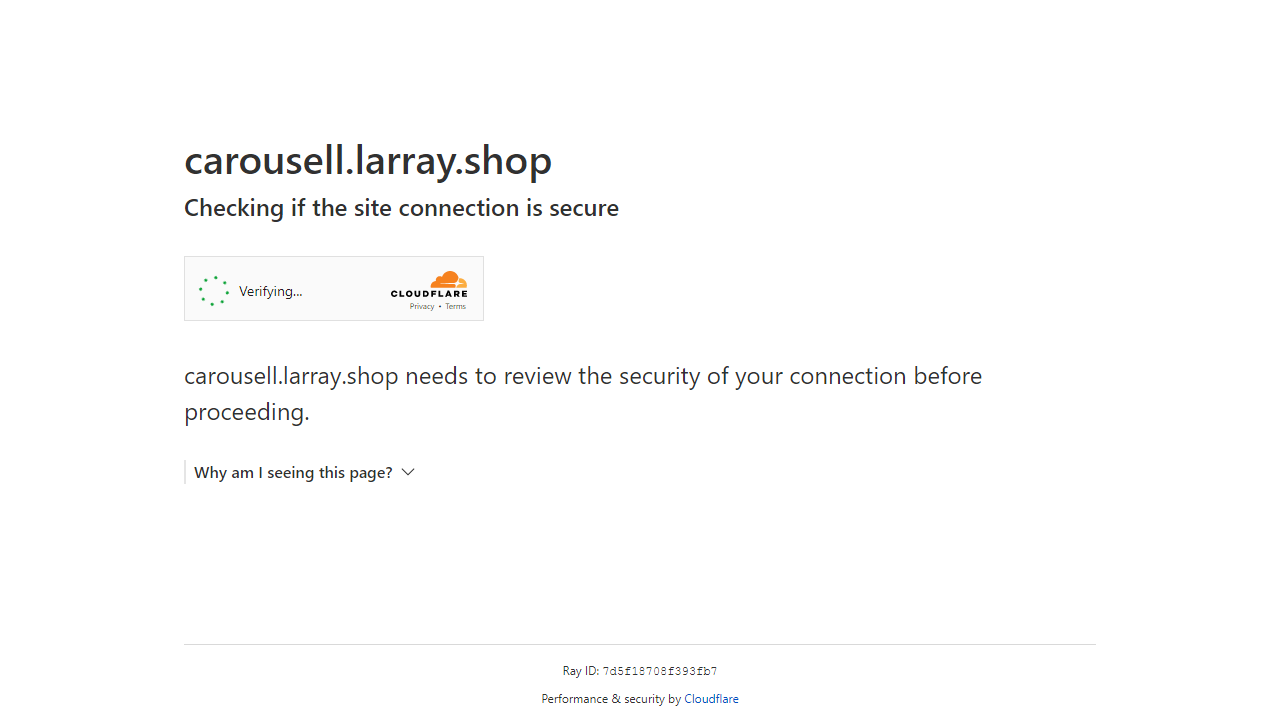 carousell.larray.shop
Checking if the site connection is secure
Verifying...
CLOUDFLARE
Privacy • Terms
carousell.larray.shop needs to review the security of your connection before
proceeding.
Why am I seeing this page?
Ray ID: 7d5f18708f393fb7
Performance & security by Cloudflare